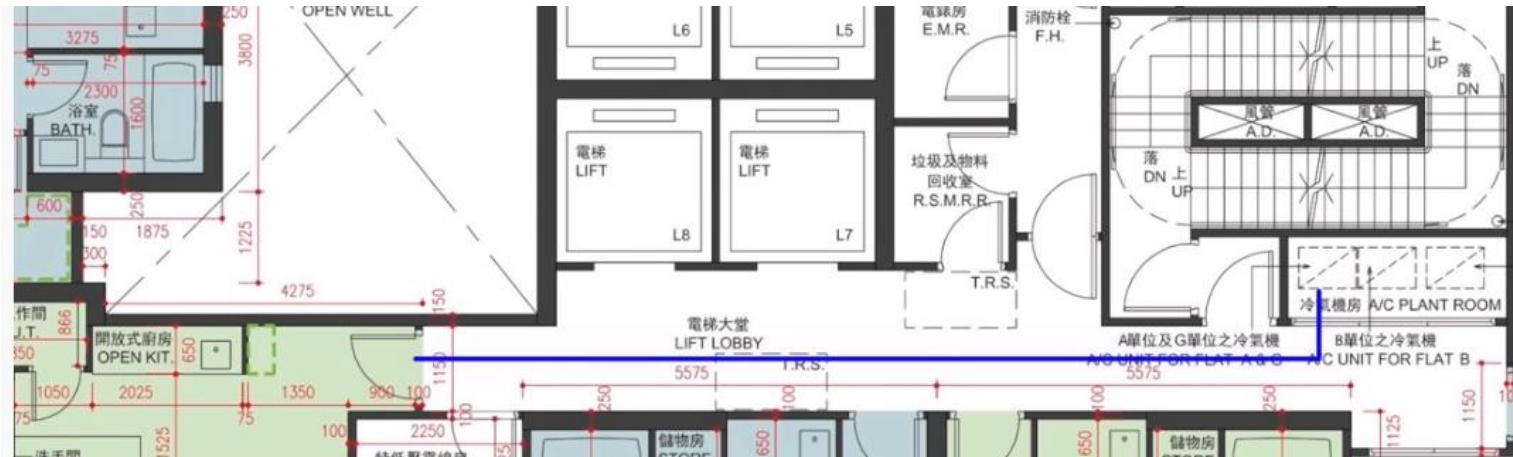 250
OPEN WELL
3275
75
75
2300
1600
浴室
BATH.
3800
L6
L5
電錶房
E.M.R.
消防栓
F.H.
上
UP
落
DN
風管
A.D.
風管
A.D.
電梯
LIFT
L8
電梯
LIFT
L7
垃圾及物料
回收室
R.S.M.R.R.
落
DN
上
UP
600
250
150
1875
300
1225
4275
150
T.R.S.
冷氣機房 A/C PLANT ROOM
作間
U.T.
866
開放式廚房
OPEN KIT.
650
電梯大堂
LIFT LOBBY
A單位及G單位之冷氣機
A/C UNIT FOR FLAT A & G
B單位之冷氣機
A/C UNIT FOR FLAT B
T.R.S.
1150
5575
5575
1050
2025
75
1350
900
100
100
250
100
100
250
1150
1125
1525
100
2250
儲物房
STORE
650
650
儲物房
STORE